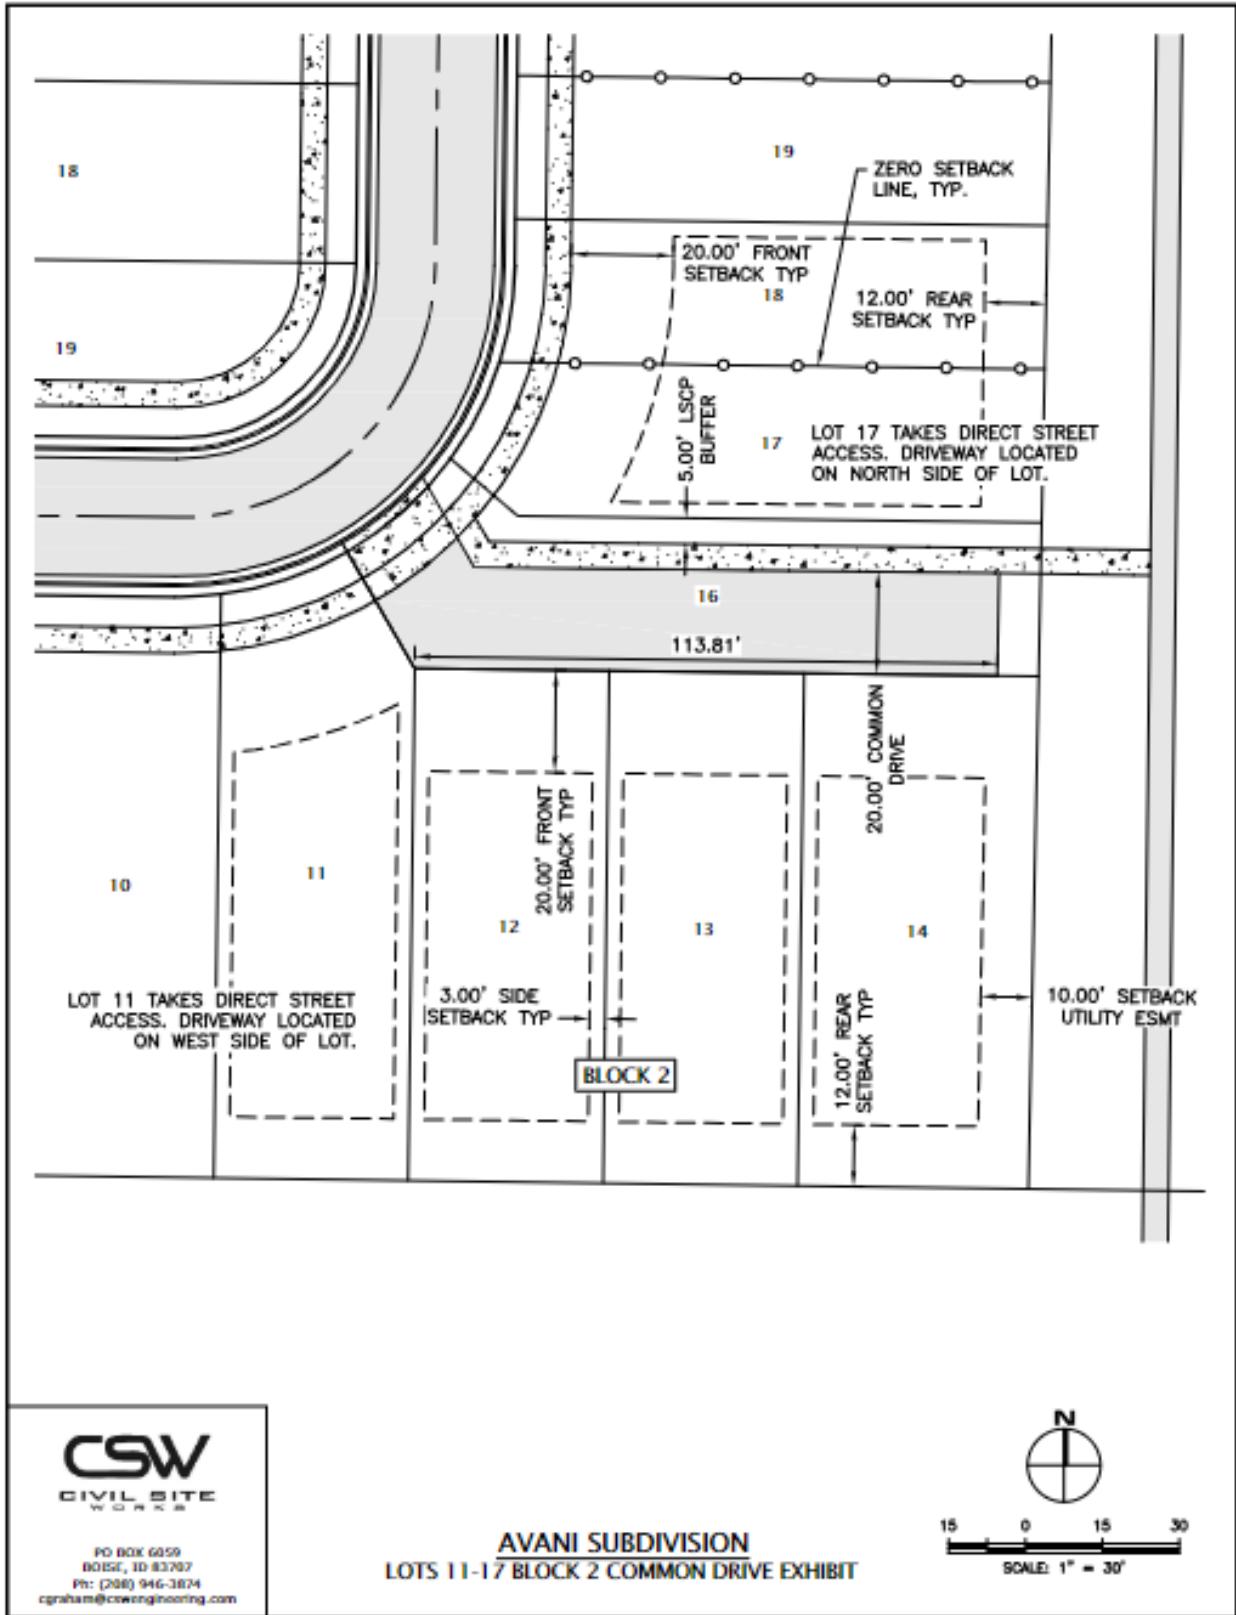 18
19
19
ZERO SETBACK
LINE, TYP.
20.00' FRONT
SETBACK TYP
18
12.00' REAR
SETBACK TYP
5.00' LSCP
BUFFER
17
LOT 17 TAKES DIRECT STREET
ACCESS. DRIVEWAY LOCATED
ON NORTH SIDE OF LOT.
16
113.81'
20.00' COMMON
DRIVE
20.00' FRONT
SETBACK TYP
10
11
12
13
14
LOT 11 TAKES DIRECT STREET
ACCESS. DRIVEWAY LOCATED
ON WEST SIDE OF LOT.
3.00' SIDE
SETBACK TYP
12.00' REAR
SETBACK TYP
10.00' SETBACK
UTILITY ESMT
BLOCK 2
CSW
CIVIL SITE
WORKS
PO BOX 6059
BOISE, ID 83707
Ph: (208) 946-3874
cgraham@cswengineering.com
AVANI SUBDIVISION
LOTS 11-17 BLOCK 2 COMMON DRIVE EXHIBIT
N
15 0 15 30
SCALE: 1" = 30'